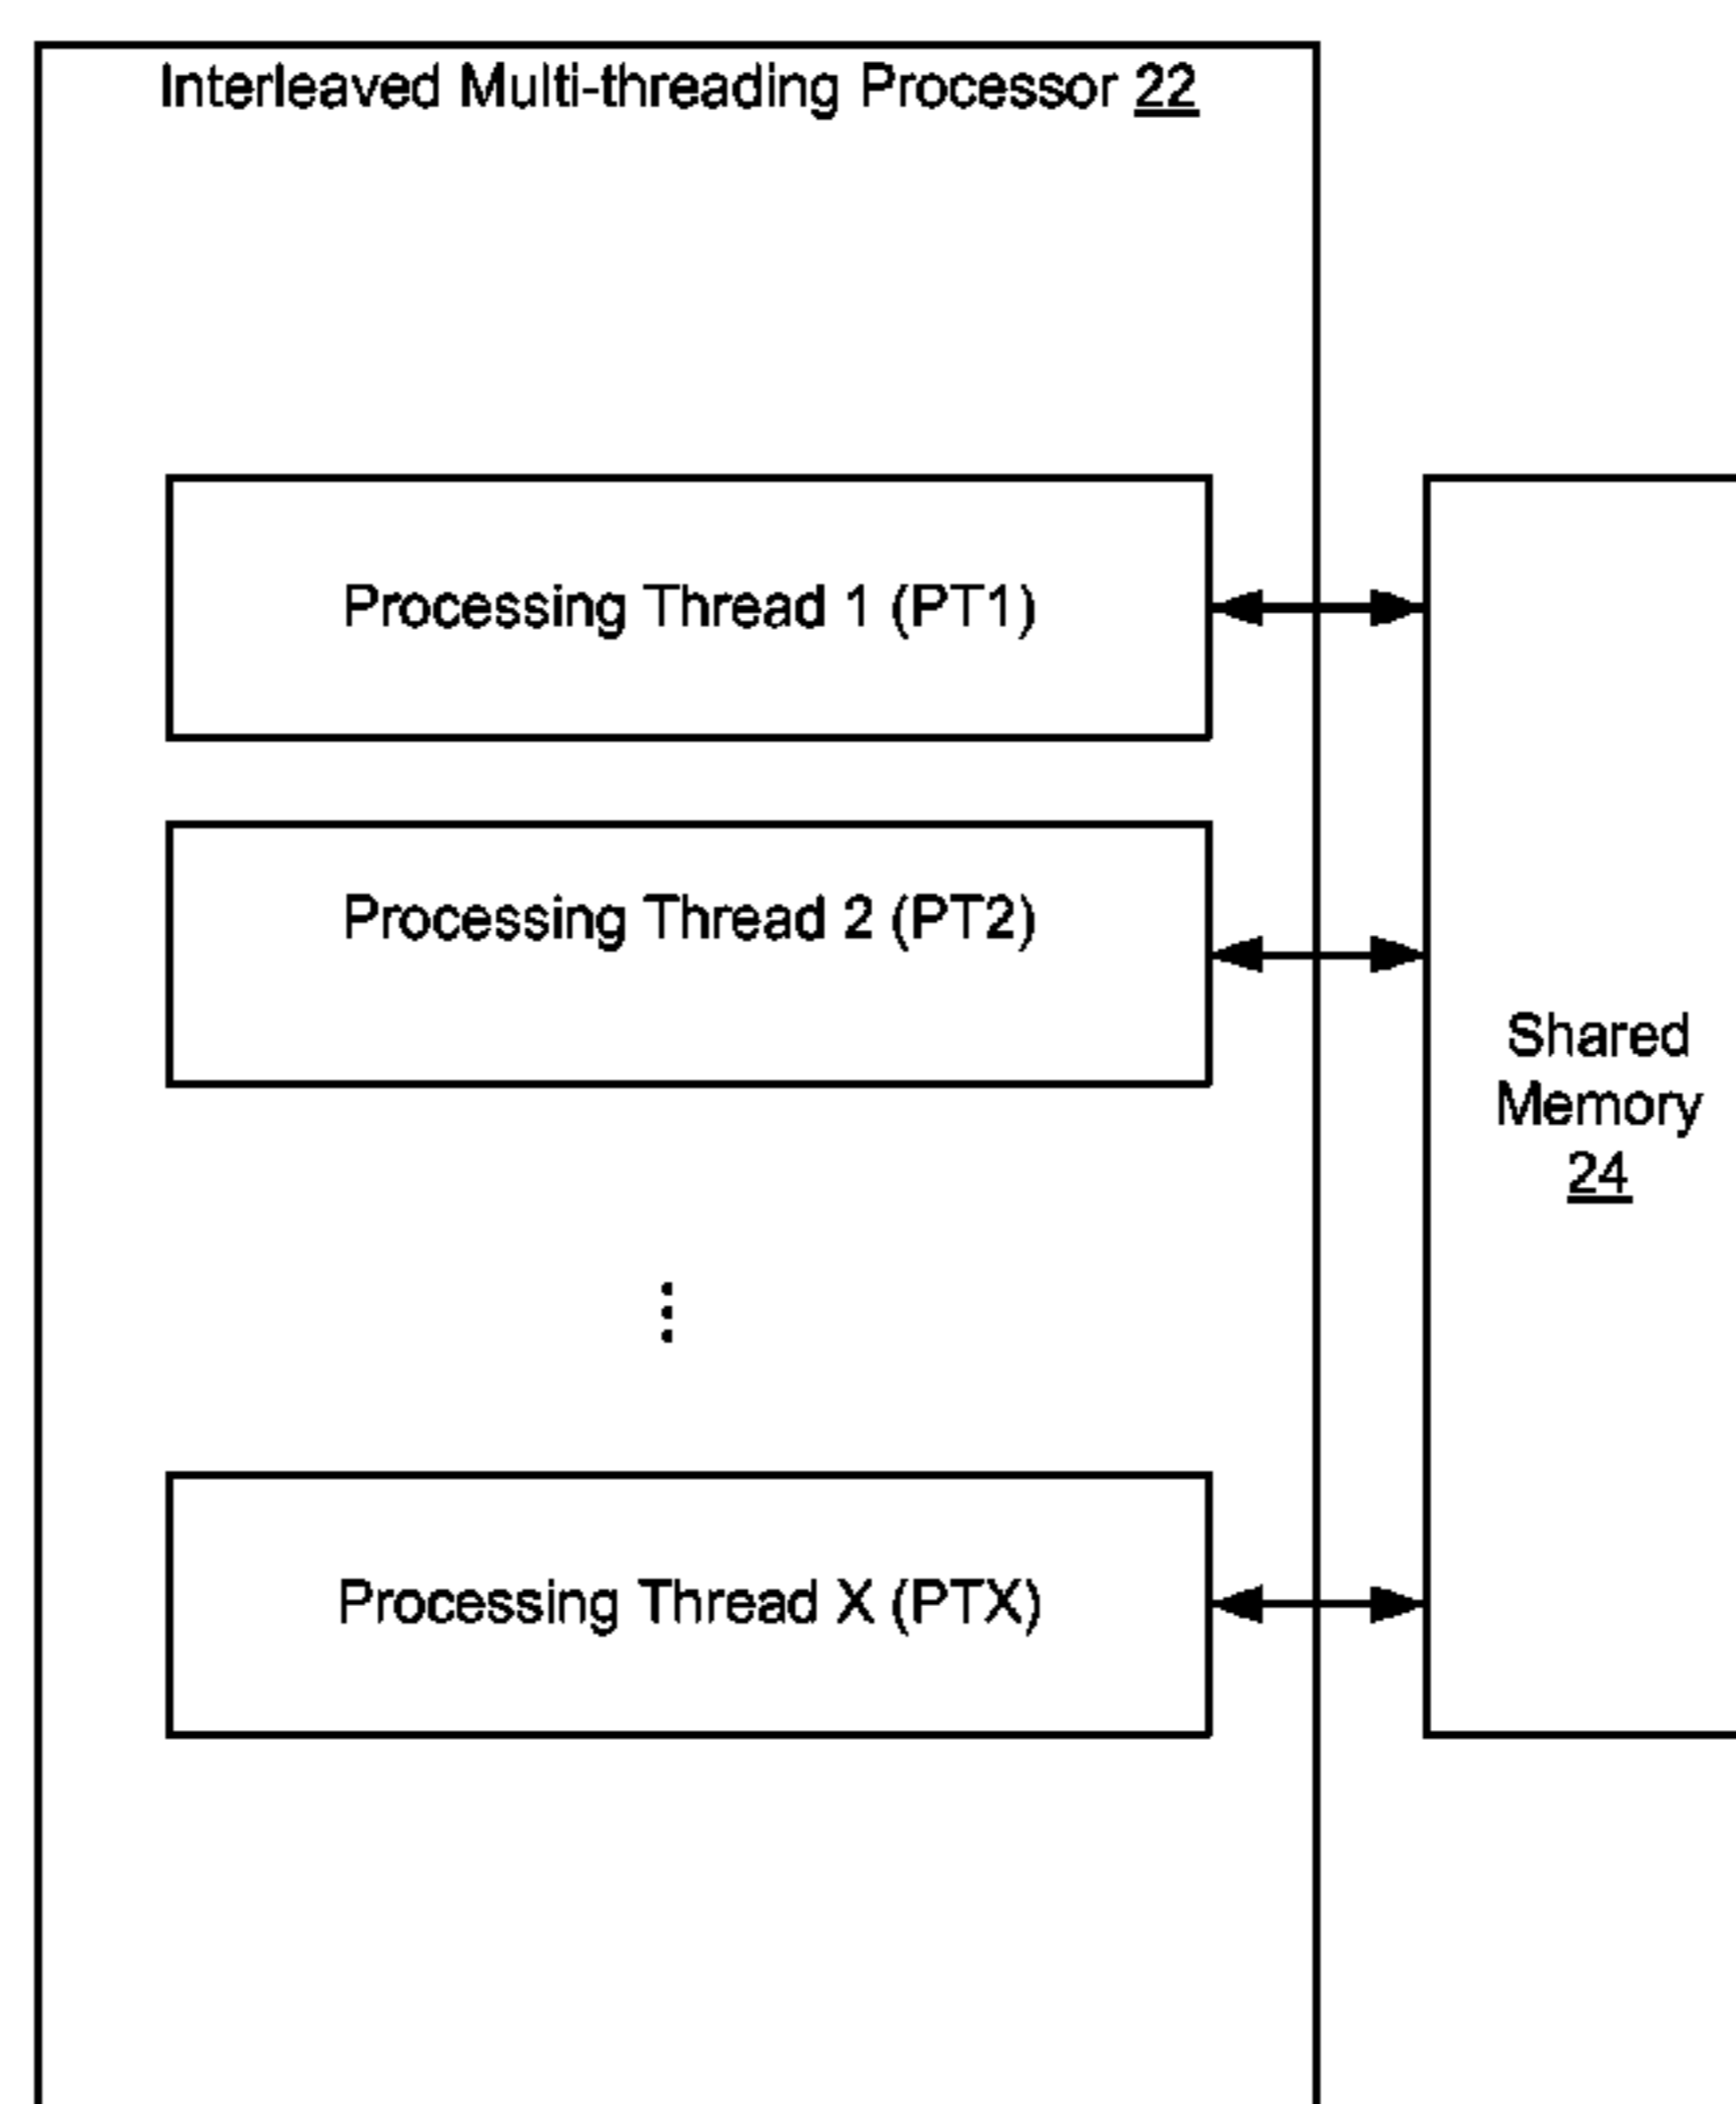 Interleaved Multi-threading Processor 22
Processing Thread 1 (PT1)
Processing Thread 2 (PT2)
Shared
Memory
24
Processing Thread X (PTX)